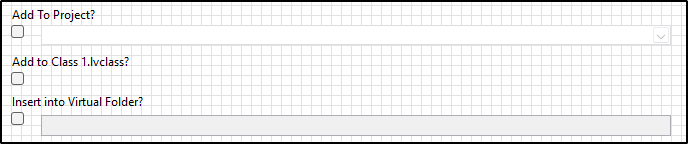 Add To Project?
Add to Class 1.lvclass?
Insert into Virtual Folder?